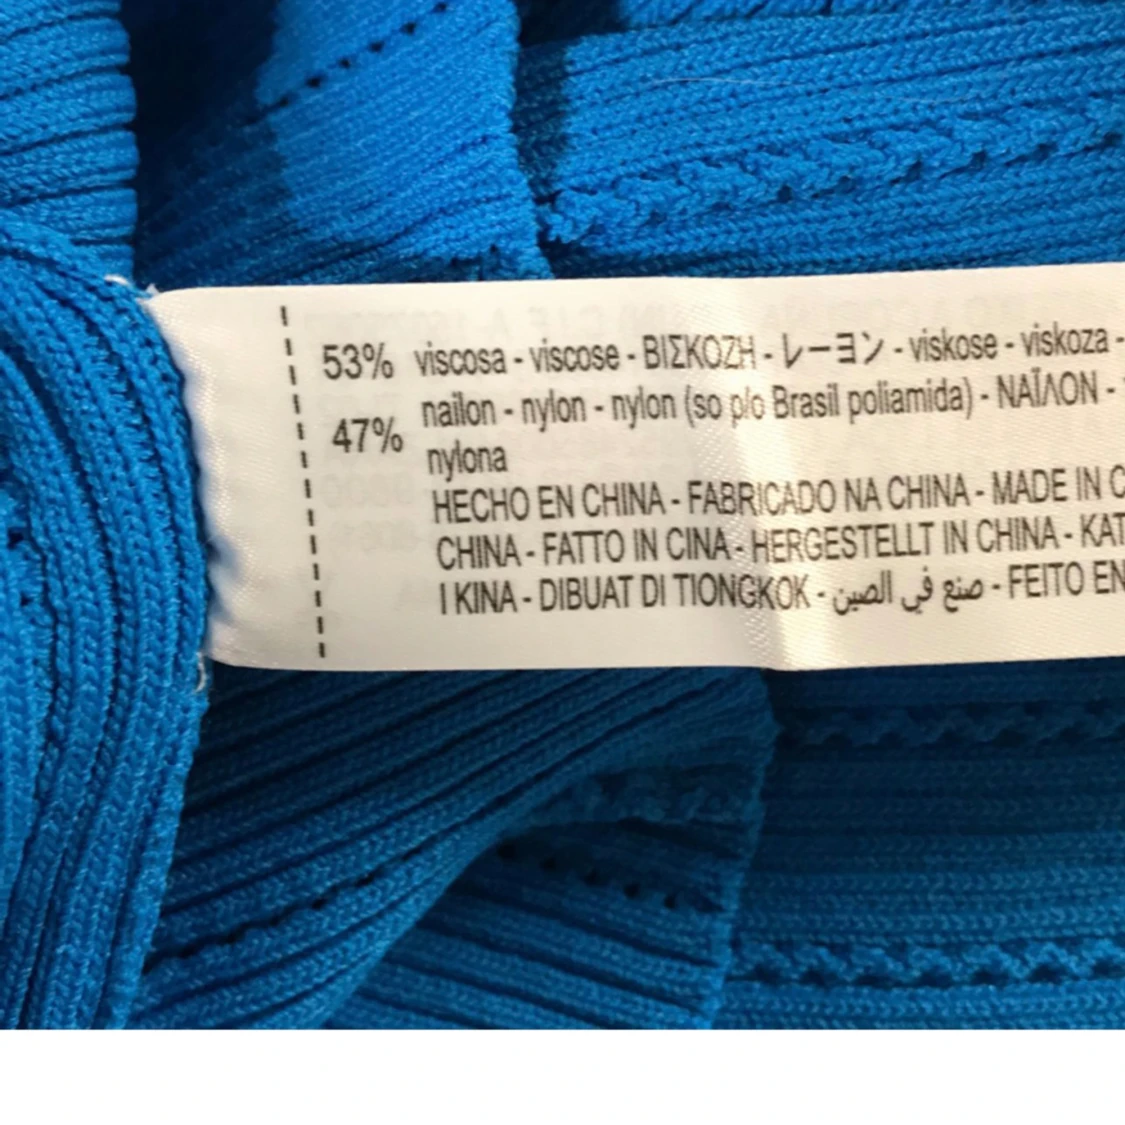 53% viscosa - viscose - ΒΙΣΚΟΖΗ - レーヨン - viskose - viskoza -
47% naílon - nylon - nylon (so p/o Brasil poliamida) - ΝΑΪΛΟΝ -
nylona
HECHO EN CHINA - FABRICADO NA CHINA - MADE IN C
CHINA - FATTO IN CINA - HERGESTELLT IN CHINA - KAT
I KINA - DIBUAT DI TIONGKOK - صنع في الصين - FEITO EN